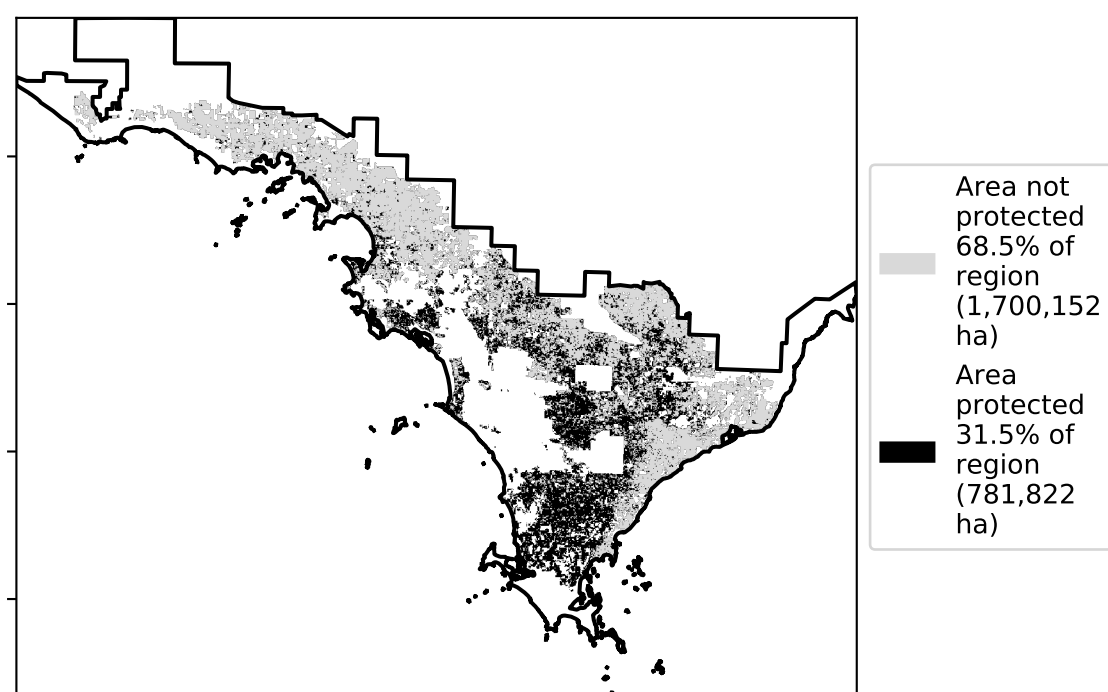 Area not
protected
68.5% of
region
(1,700,152
ha)
Area
protected
31.5% of
region
(781,822
ha)